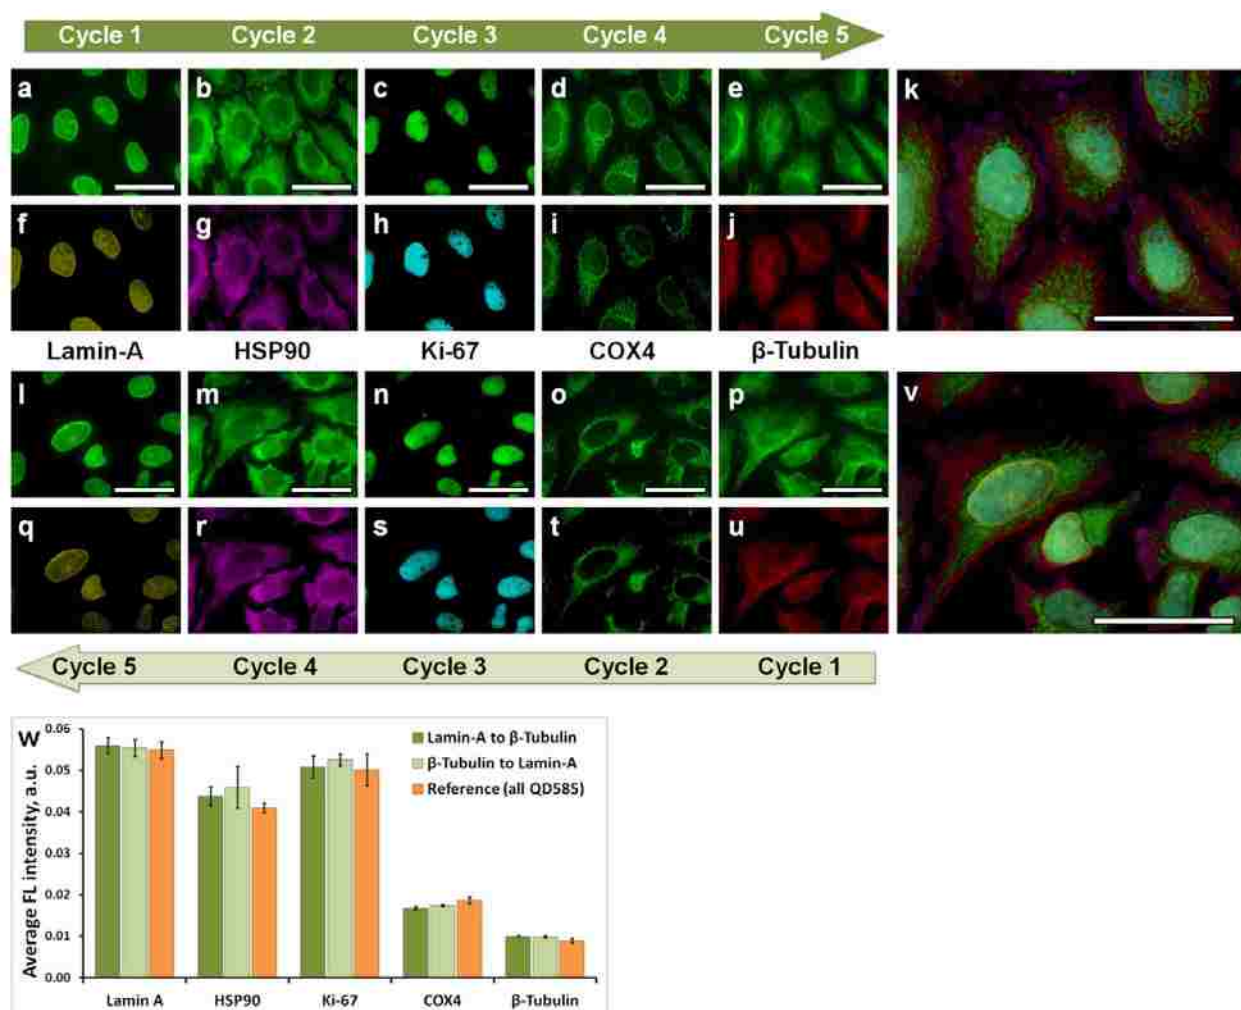 Cycle 1 Cycle 2 Cycle 3 Cycle 4 Cycle 5
a b c d e k
f g h i j
Lamin-A HSP90 Ki-67 COX4 β-Tubulin
l m n o p v
q r s t u
Cycle 5 Cycle 4 Cycle 3 Cycle 2 Cycle 1
w
Average FL intensity, a.u.
0.06
0.05
0.04
0.03
0.02
0.01
0.00
Lamin-A to β-Tubulin
β-Tubulin to Lamin-A
Reference (all QD585)
Lamin A HSP90 Ki-67 COX4 β-Tubulin